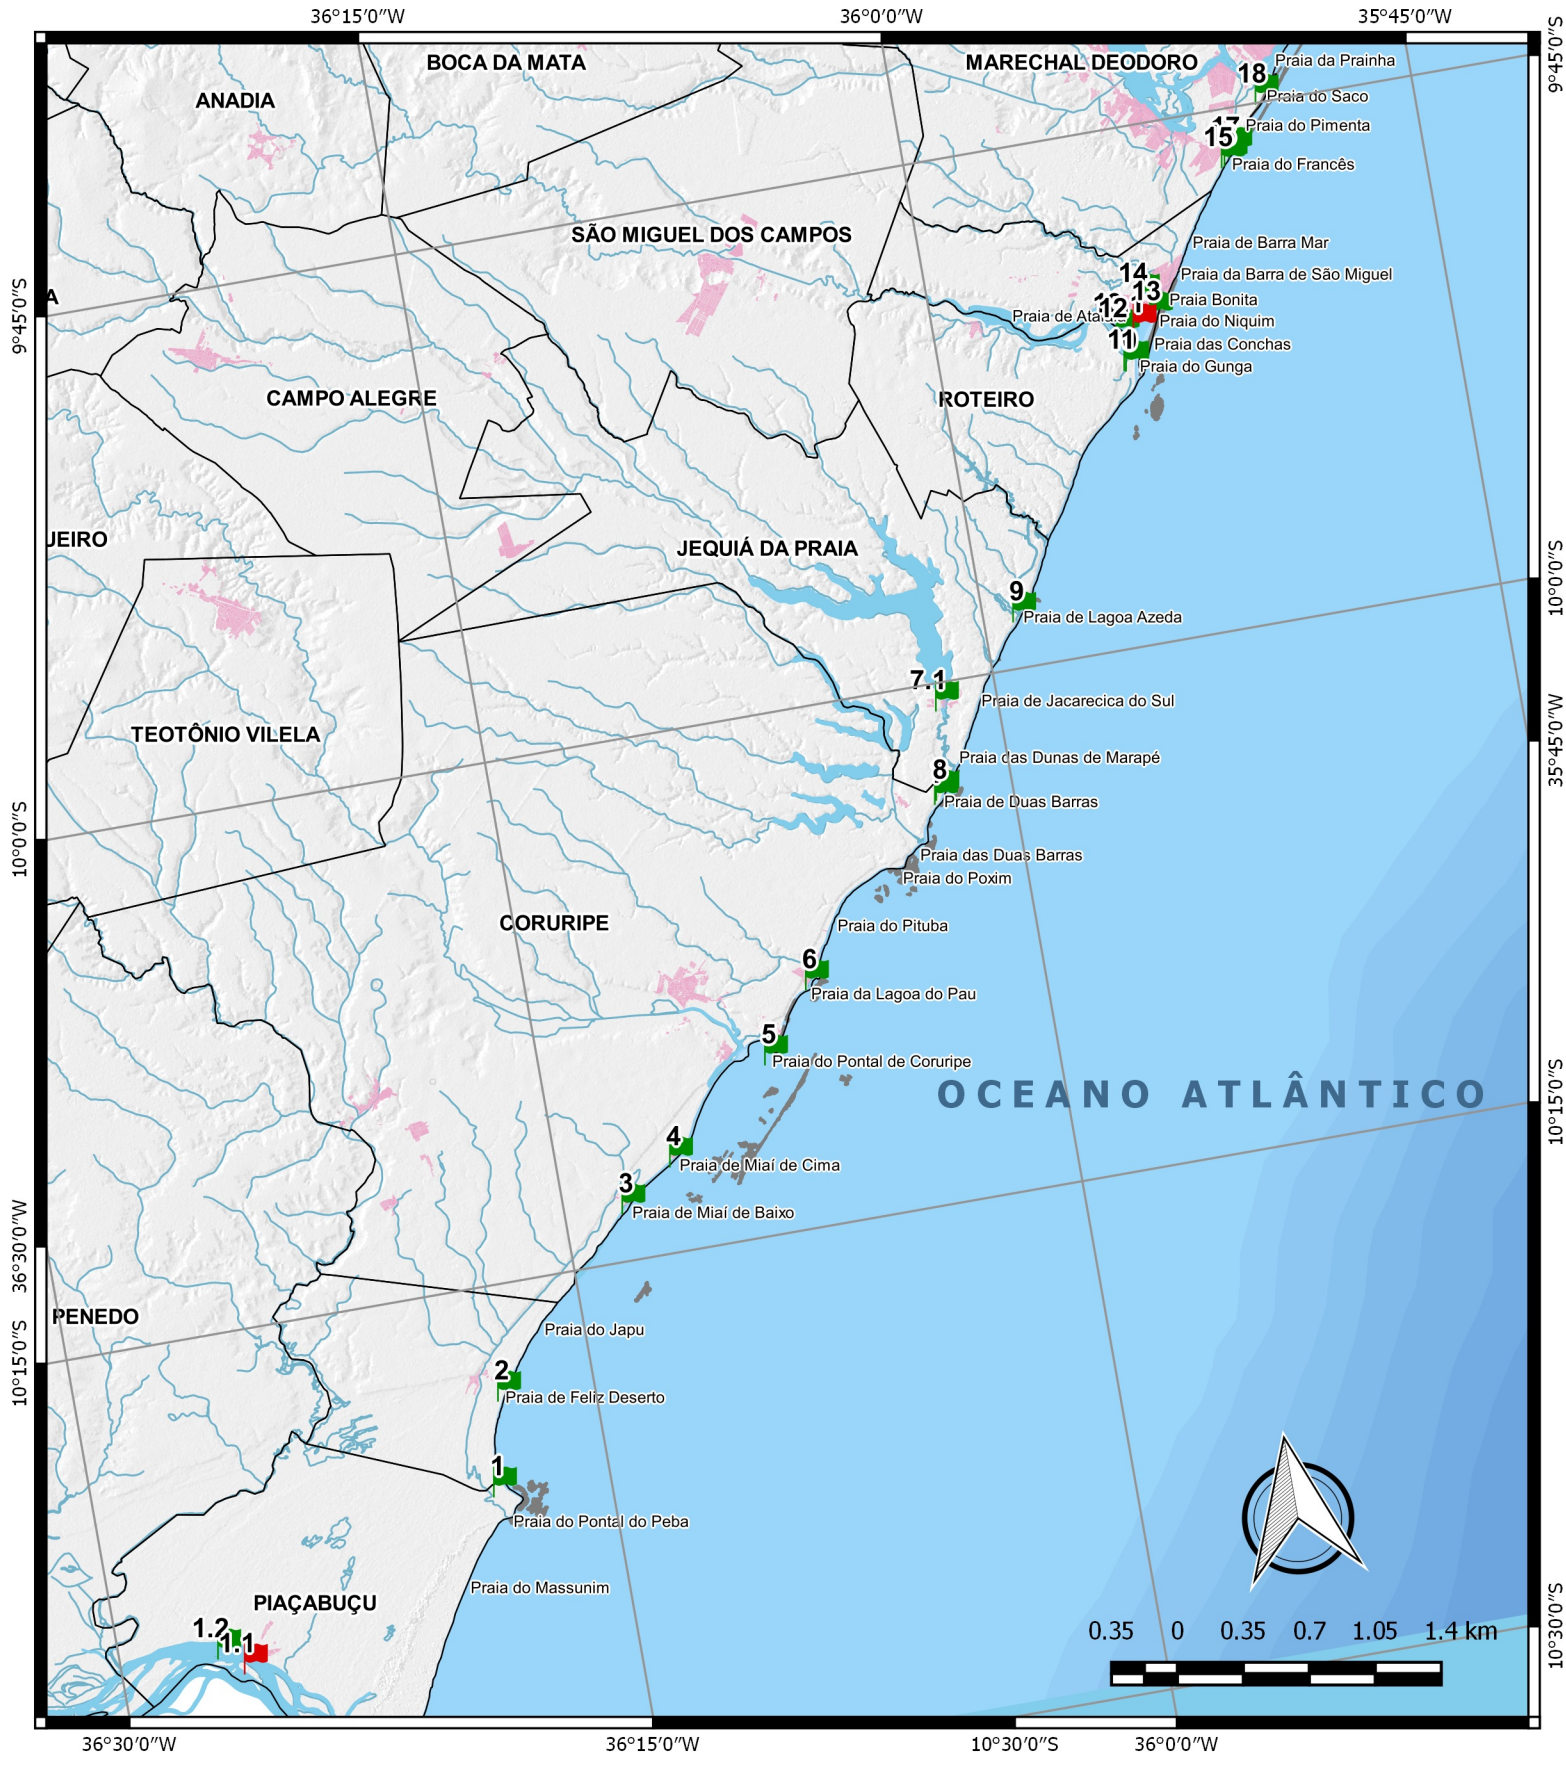 36°15'0"W
36°0'0"W
35°45'0"W
9°45'0"S
BOCA DA MATA
MARECHAL DEODORO
Praia da Prainha
18
ANADIA
Praia do Saco
17
Praia do Pimenta
15
Praia do Francês
SÃO MIGUEL DOS CAMPOS
Praia de Barra Mar
14
Praia da Barra de São Miguel
13
Praia Bonita
12
Praia de
Praia do Niquim
9°45'0"S
A
11
Praia das Conchas
Praia do Gunga
CAMPO ALEGRE
ROTEIRO
JEIRO
JEQUIÁ DA PRAIA
10°0'0"S
9
Praia de Lagoa Azeda
7.1
Praia de Jacarecica do Sul
TEOTÔNIO VILELA
35°45'0"W
Praia das Dunas de Marapé
8
Praia de Duas Barras
10°0'0"S
Praia das Duas Barras
Praia do Poxim
CORURIPE
Praia do Pituba
6
Praia da Lagoa do Pau
5
Praia do Pontal de Coruripe
OCEANO ATLÂNTICO
10°15'0"S
4
Praia de Miaí de Cima
3
Praia de Miaí de Baixo
36°30'0"W
PENEDO
Praia do Japu
10°15'0"S
2
Praia de Feliz Deserto
1
Praia do Pontal do Peba
Praia do Massunim
PIAÇABUÇU
1.2
1.1
0.35 0 0.35 0.7 1.05 1.4 km
10°30'0"S
36°30'0"W
36°15'0"W
10°30'0"S
36°0'0"W